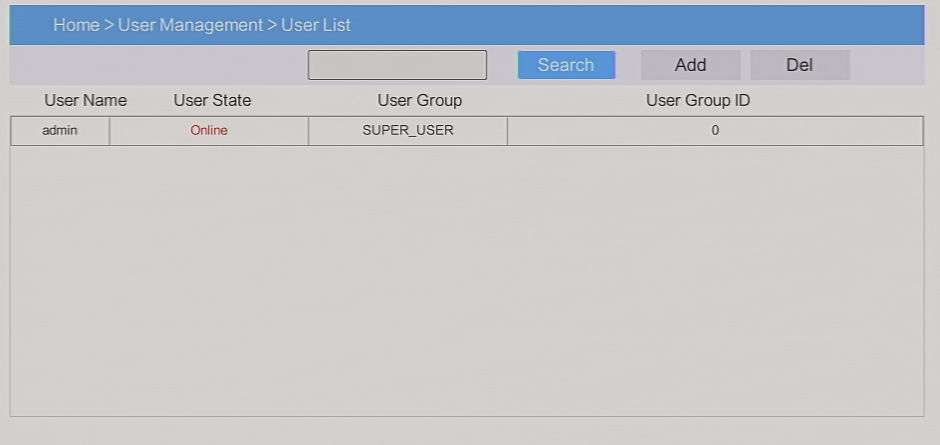 Home > User Management > User List
Search Add Del
User Name User State User Group User Group ID
admin Online SUPER_USER 0